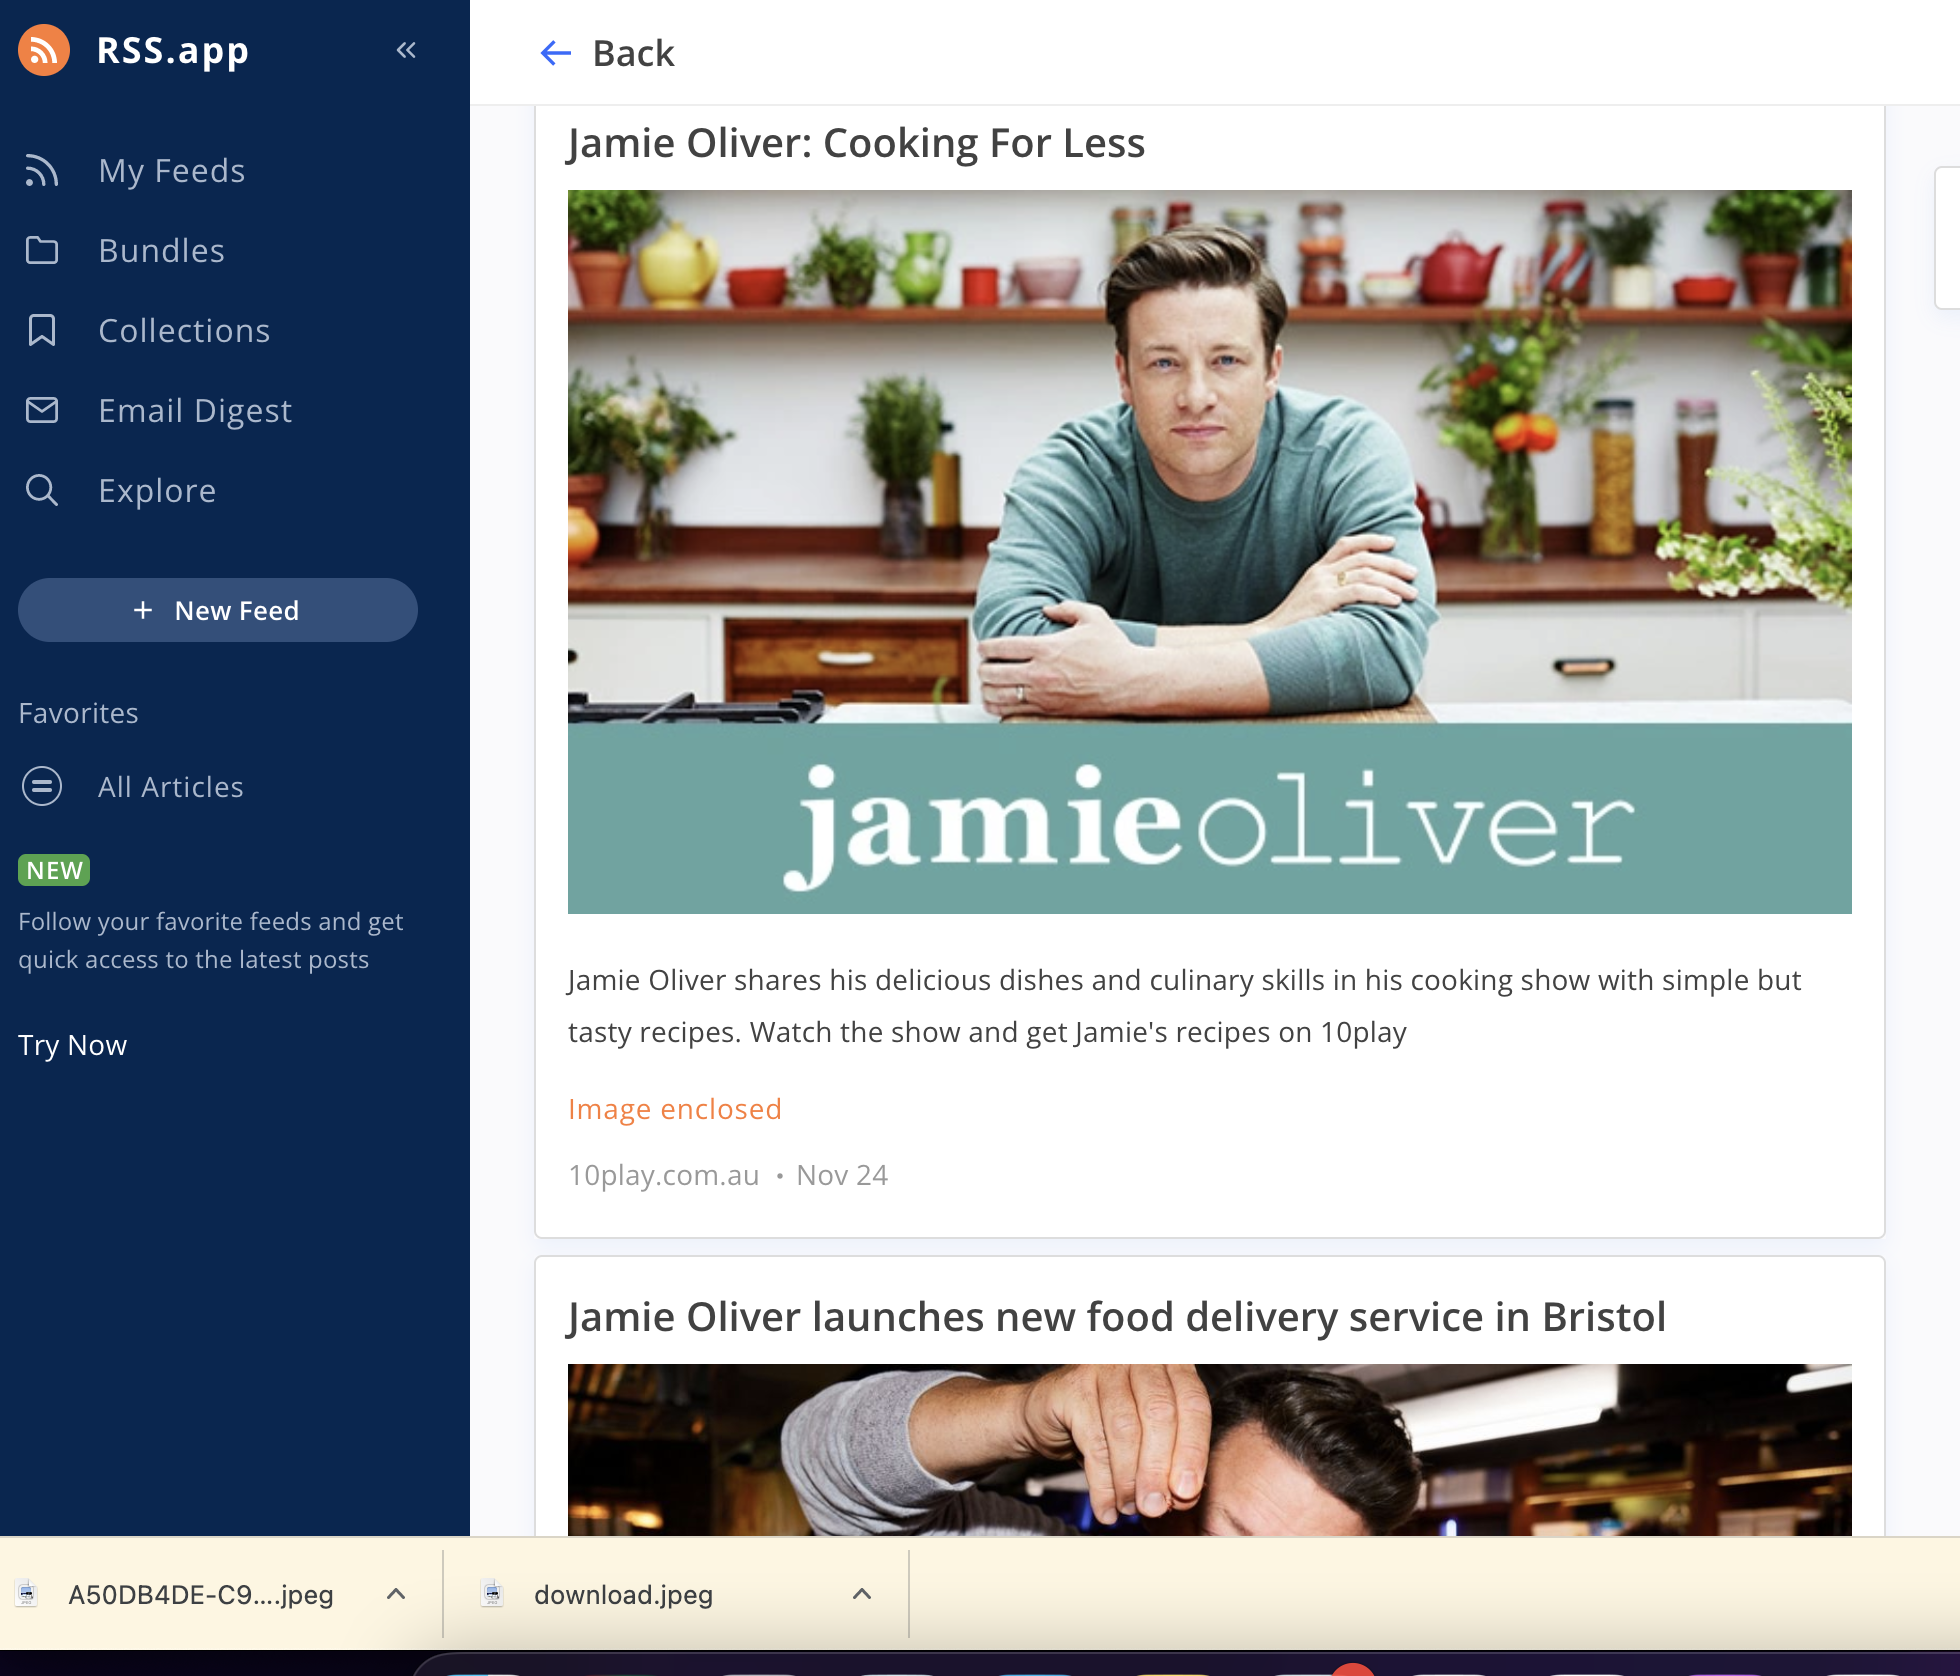 RSS.app
My Feeds
Bundles
Collections
Email Digest
Explore
+ New Feed
Favorites
All Articles
NEW
Follow your favorite feeds and get
quick access to the latest posts
Try Now
Back
Jamie Oliver: Cooking For Less
jamieoliver
Jamie Oliver shares his delicious dishes and culinary skills in his cooking show with simple but
tasty recipes. Watch the show and get Jamie's recipes on 10play
Image enclosed
10play.com.au • Nov 24
Jamie Oliver launches new food delivery service in Bristol
A50DB4DE-C9....jpeg
download.jpeg